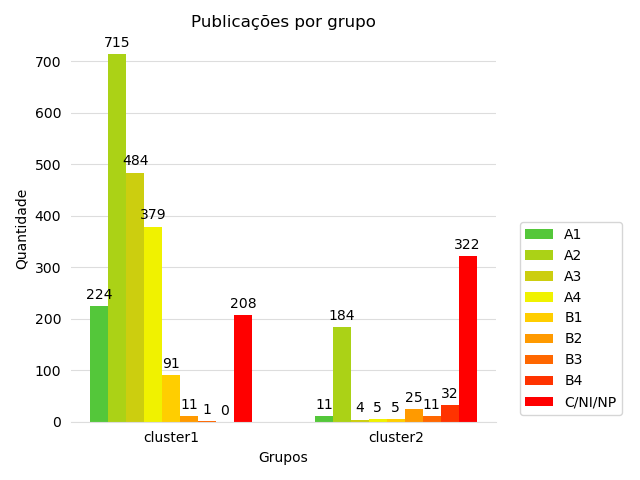 Publicações por grupo
Quantidade
700
600
500
400
300
200
100
0
224
715
484
379
91
11
1
0
208
11
184
4
5
5
25
11
32
322
cluster1
cluster2
Grupos
A1
A2
A3
A4
B1
B2
B3
B4
C/NI/NP